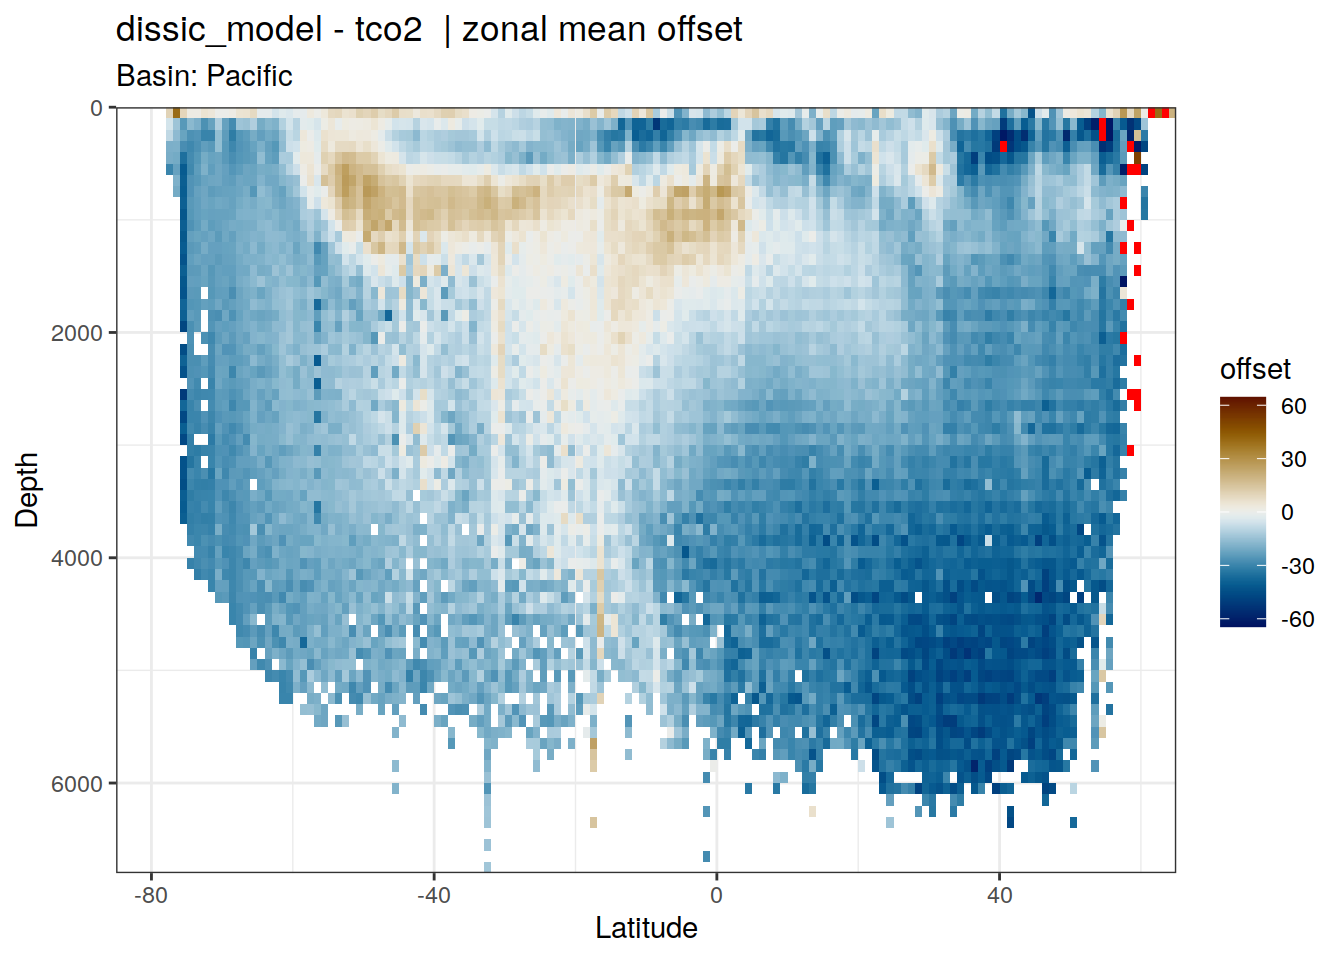 dissic_model - tco2  | zonal mean offset
Basin: Pacific
0
2000
4000
6000
Depth
-80
-40
0
40
Latitude
offset
60
30
0
-30
-60